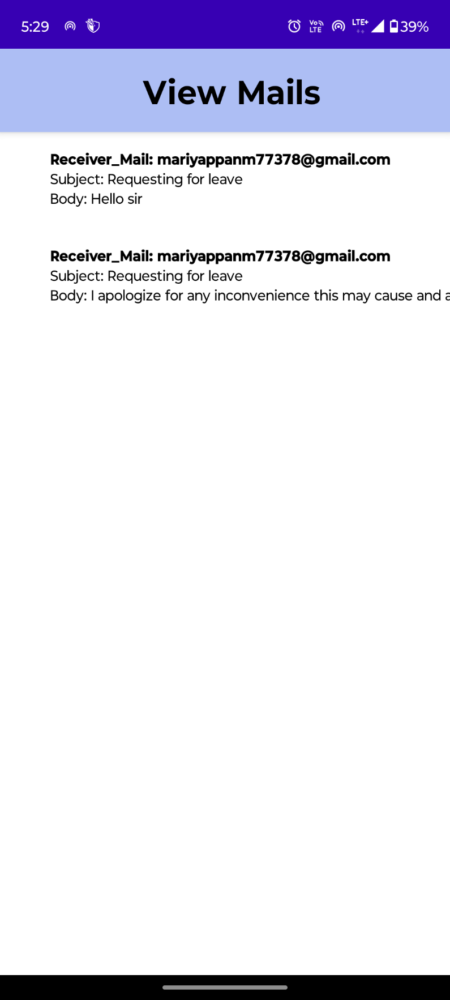 5:29
Vo LTE LTE+ 39%
View Mails
Receiver_Mail: mariyappanm77378@gmail.com
Subject: Requesting for leave
Body: Hello sir
Receiver_Mail: mariyappanm77378@gmail.com
Subject: Requesting for leave
Body: I apologize for any inconvenience this may cause and